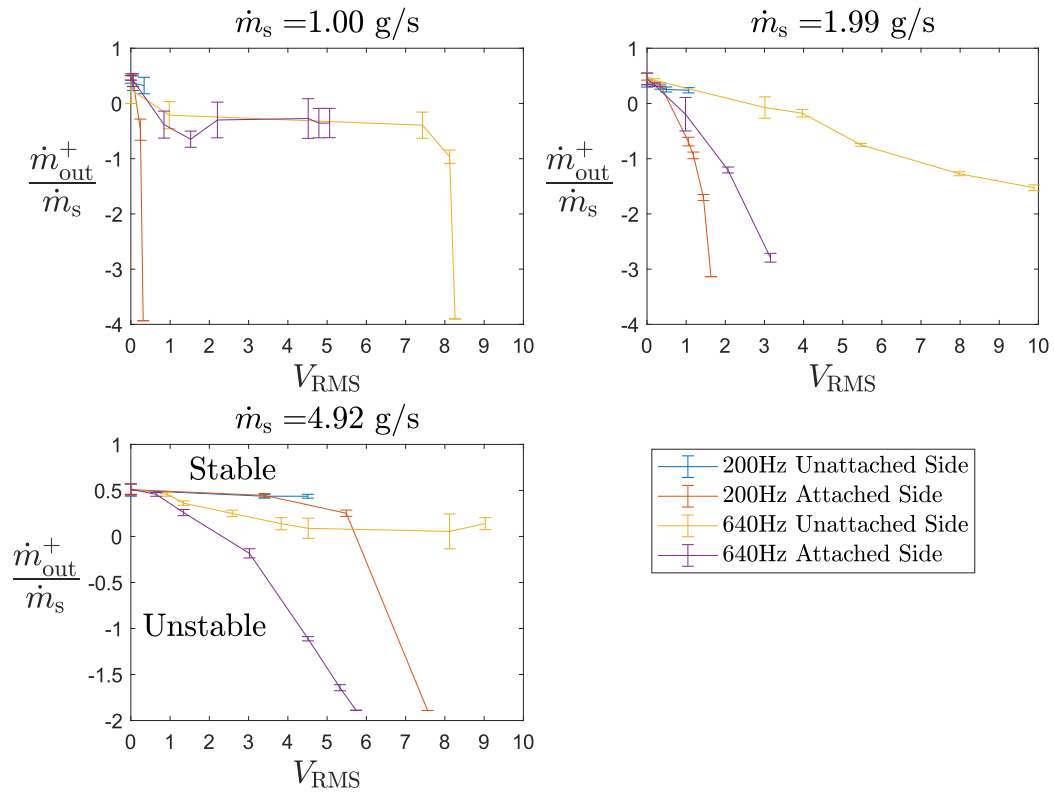 ṁs =1.00 g/s
1
0
-1
-2
-3
-4
ṁ+out
ṁs
0 1 2 3 4 5 6 7 8 9 10
VRMS
ṁs =1.99 g/s
1
0
-1
-2
-3
-4
ṁ+out
ṁs
0 1 2 3 4 5 6 7 8 9 10
VRMS
ṁs =4.92 g/s
1
0.5
0
-0.5
-1
-1.5
-2
ṁ+out
ṁs
Stable
Unstable
0 1 2 3 4 5 6 7 8 9 10
VRMS
200Hz Unattached Side
200Hz Attached Side
640Hz Unattached Side
640Hz Attached Side